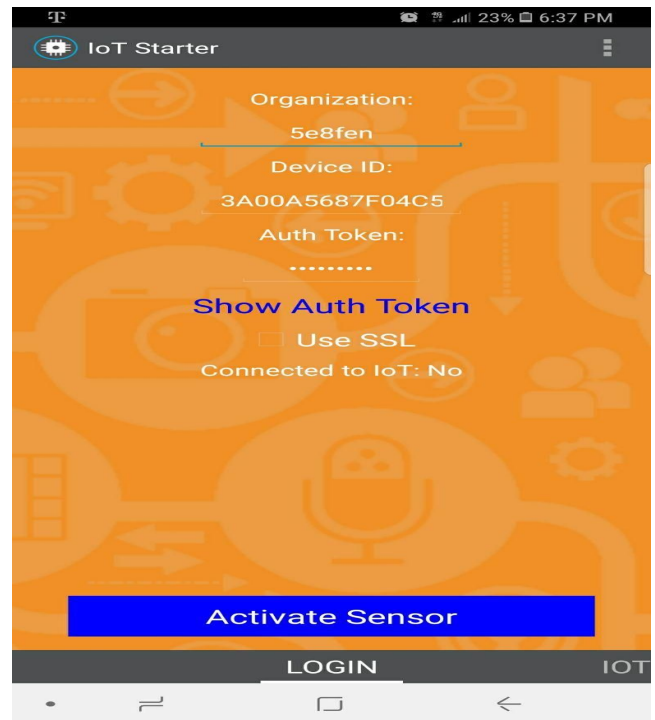 23% 6:37 PM
IoT Starter
Organization:
5e8fen
Device ID:
3A00A5687F04C5
Auth Token:
•••••••••
Show Auth Token
Use SSL
Connected to IoT: No
Activate Sensor
LOGIN
IOT